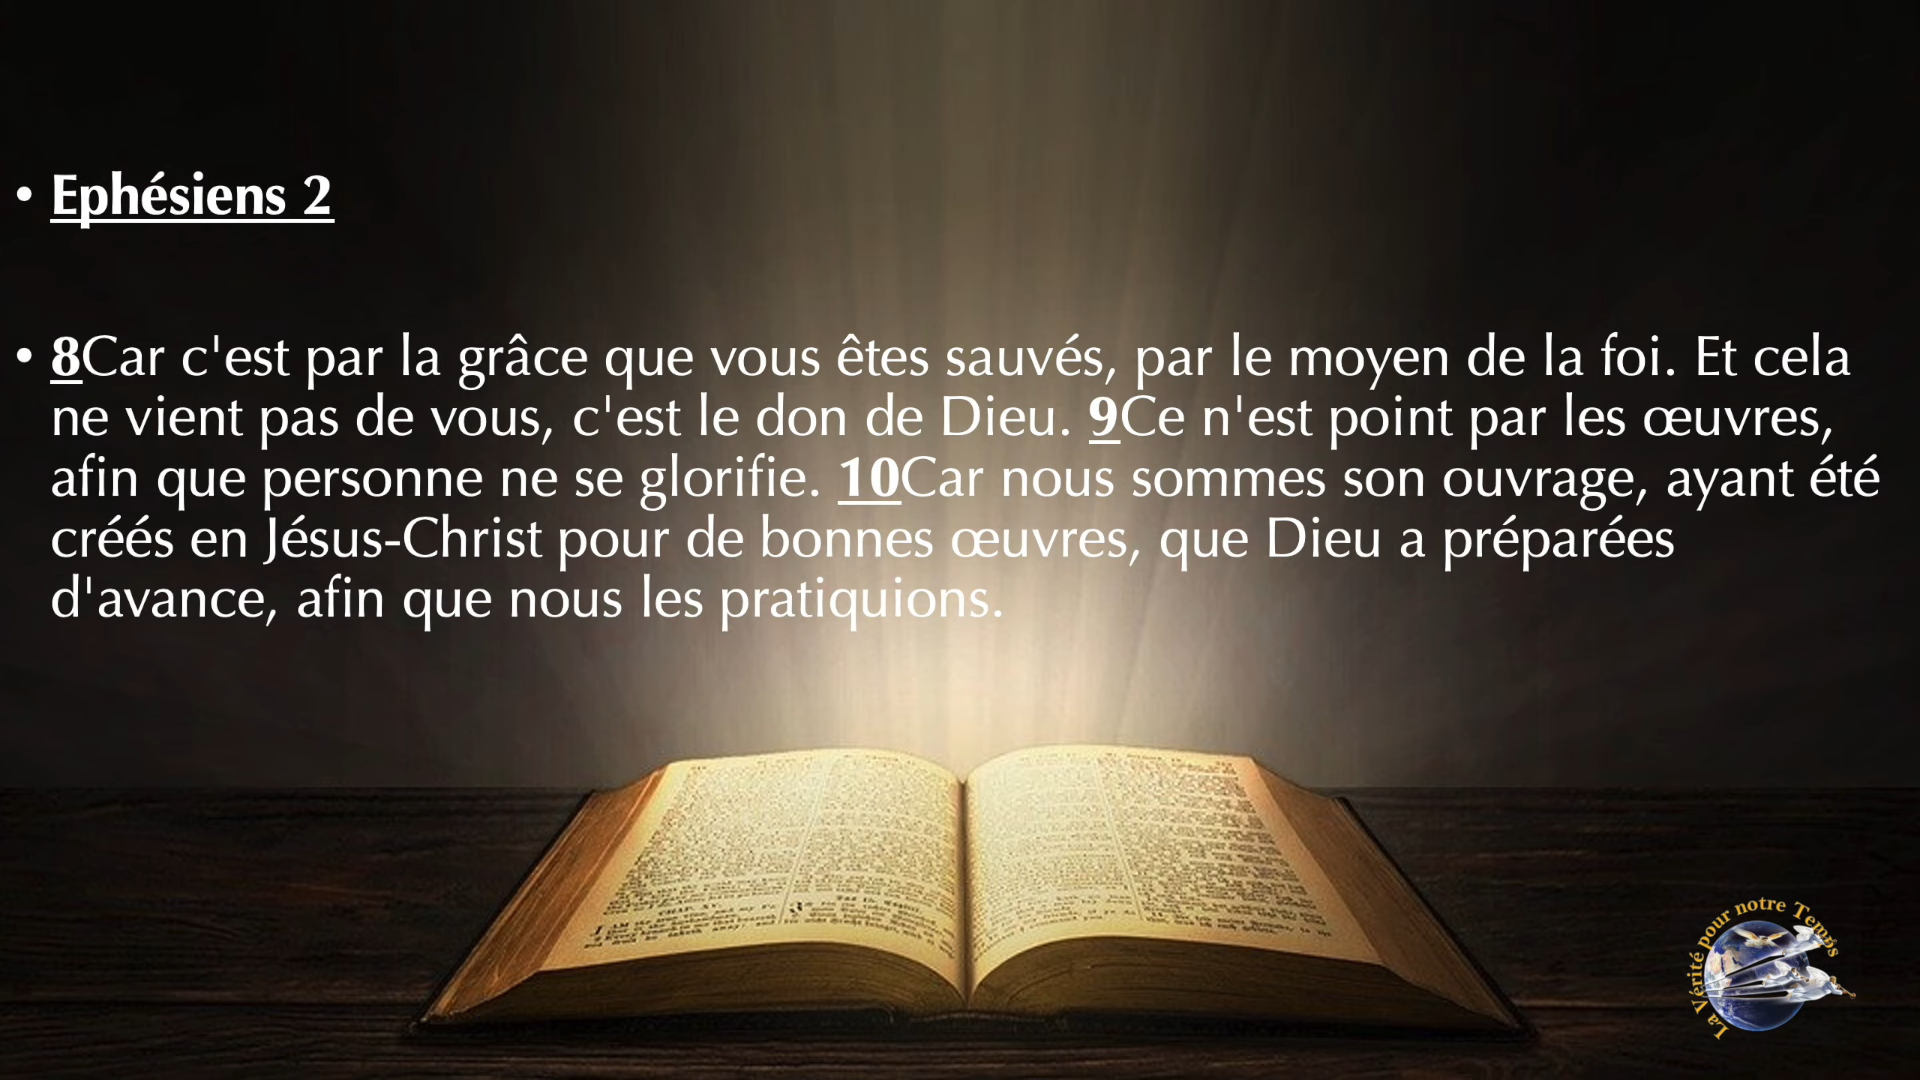 • Ephésiens 2
• 8Car c'est par la grâce que vous êtes sauvés, par le moyen de la foi. Et cela
ne vient pas de vous, c'est le don de Dieu. 9Ce n'est point par les œuvres,
afin que personne ne se glorifie. 10Car nous sommes son ouvrage, ayant été
créés en Jésus-Christ pour de bonnes œuvres, que Dieu a préparées
d'avance, afin que nous les pratiquions.
La Vérité pour notre Temps